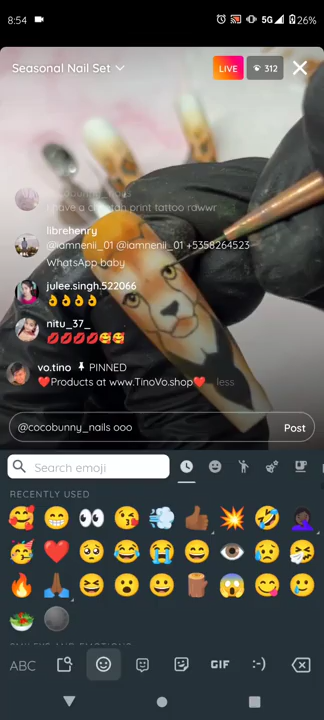 8:54
5G
26%
Seasonal Nail Set
LIVE
312
have a cheetah print tattoo rawwr
librehenry
@iamnenii_01 @iamnenii_01 +5358264523
WhatsApp baby
julee.singh.522066
👌👌👌👌
nitu_37_
💋💋💋💋🥰🥰
vo.tino PINNED
❤️Products at www.TinoVo.shop❤️ less
@cocobunny_nails ooo
Post
Search emoji
RECENTLY USED
ABC
GIF
:-)